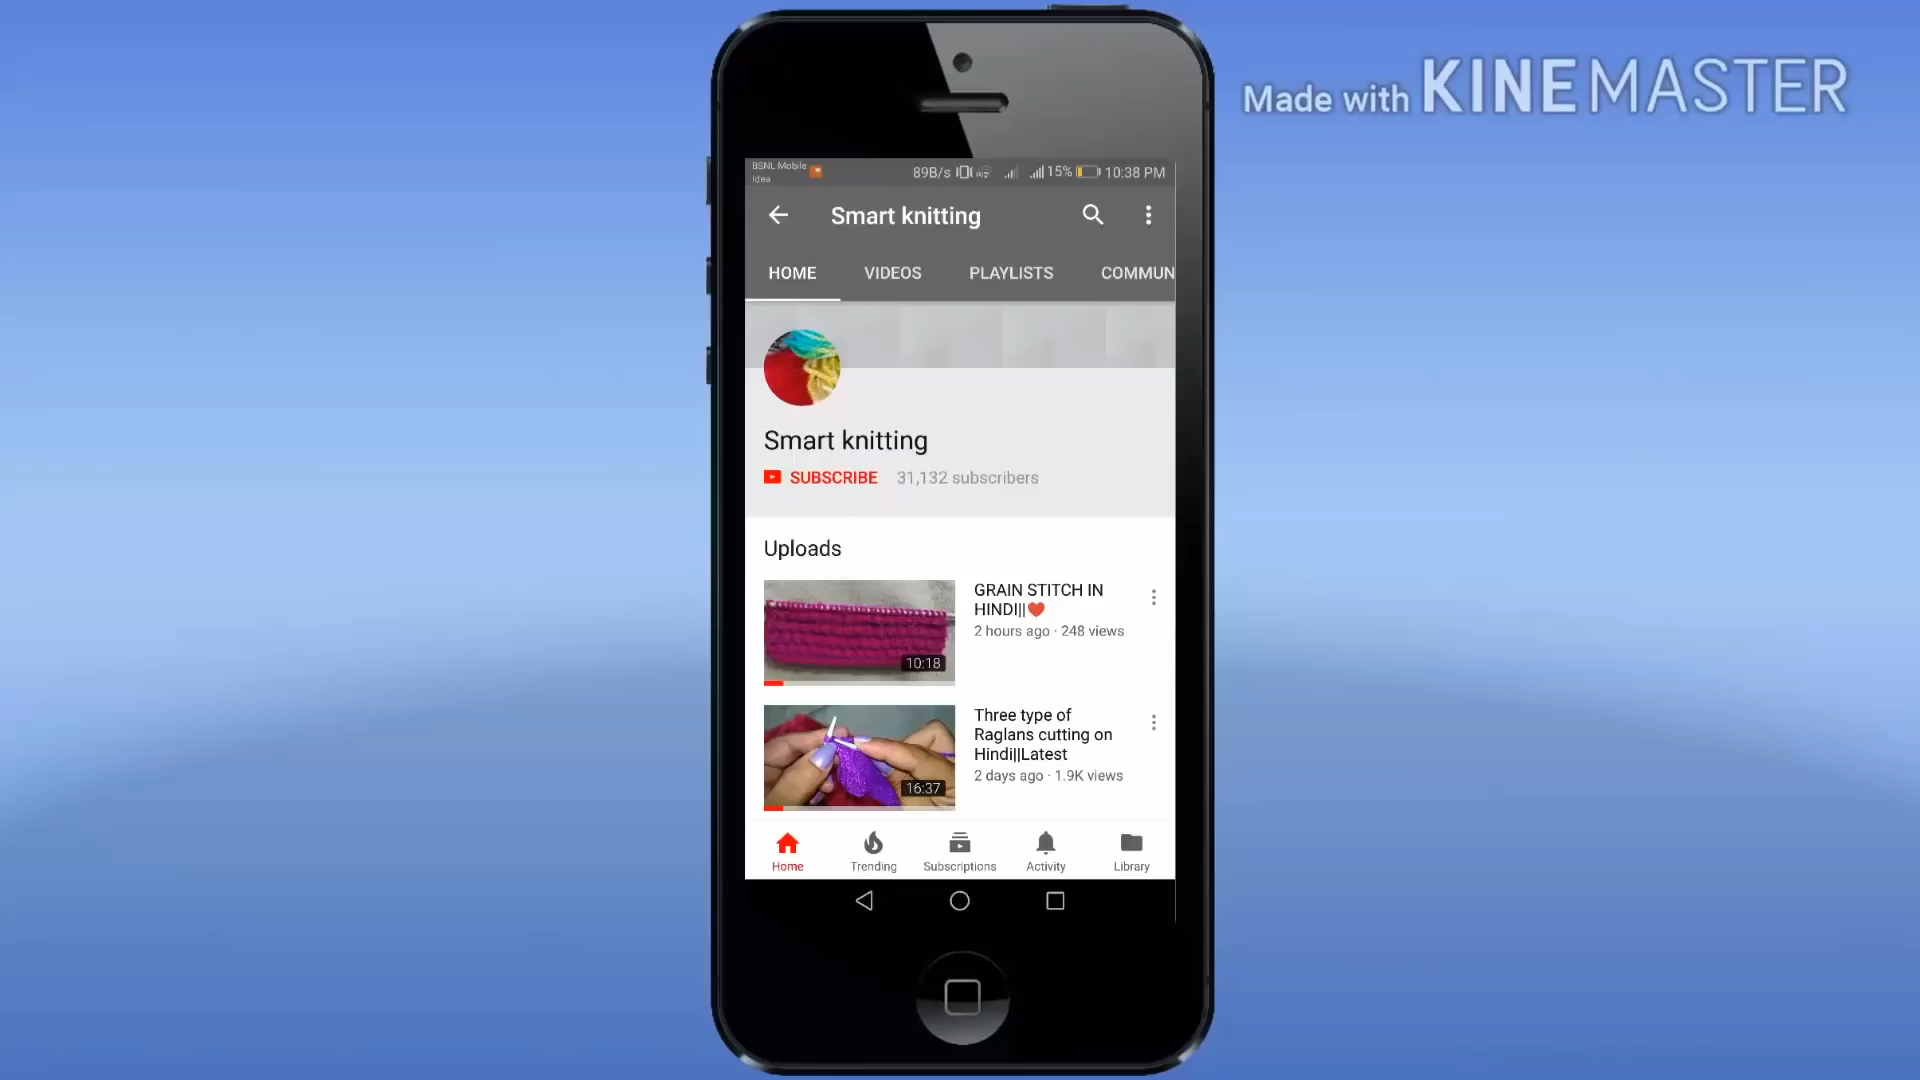 Made with KINEMASTER
BSNL Mobile
Idea
89B/s
15%
10:38 PM
Smart knitting
HOME VIDEOS PLAYLISTS COMMUN
Smart knitting
SUBSCRIBE 31,132 subscribers
Uploads
GRAIN STITCH IN
HINDI||❤️
2 hours ago · 248 views
10:18
Three type of
Raglans cutting on
Hindi||Latest
2 days ago · 1.9K views
16:37
Home Trending Subscriptions Activity Library